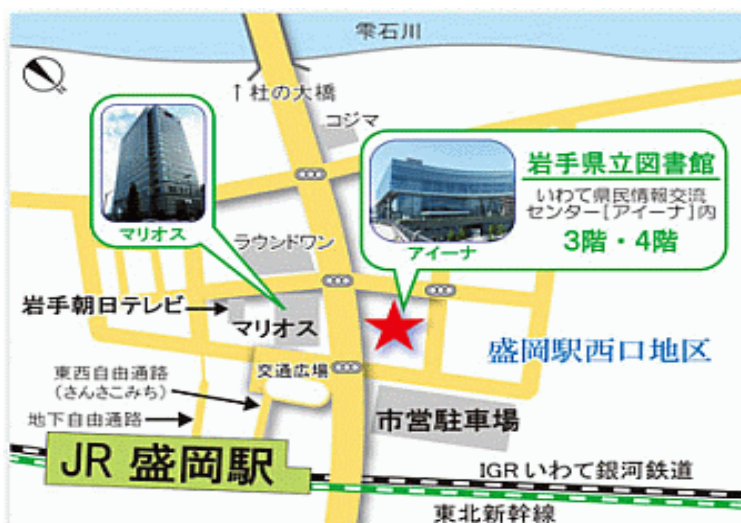 雫石川
↑杜の大橋
コジマ
岩手県立図書館
いわて県民情報交流
センター[アイーナ]内
3階・4階
マリオス
アイーナ
ラウンドワン
岩手朝日テレビ
マリオス
盛岡駅西口地区
東西自由通路
(さんさこみち)
交通広場
地下自由通路
市営駐車場
JR 盛岡駅
IGRいわて銀河鉄道
東北新幹線